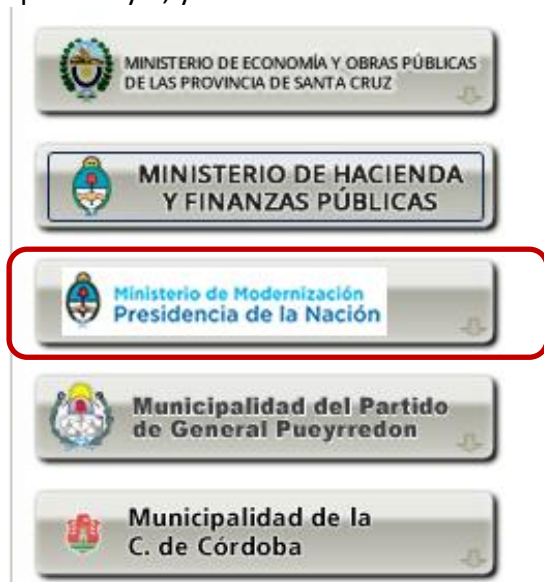 MINISTERIO DE ECONOMÍA Y OBRAS PÚBLICAS
DE LAS PROVINCIA DE SANTA CRUZ
MINISTERIO DE HACIENDA
Y FINANZAS PÚBLICAS
Ministerio de Modernización
Presidencia de la Nación
Municipalidad del Partido
de General Pueyrredon
Municipalidad de la
C. de Córdoba